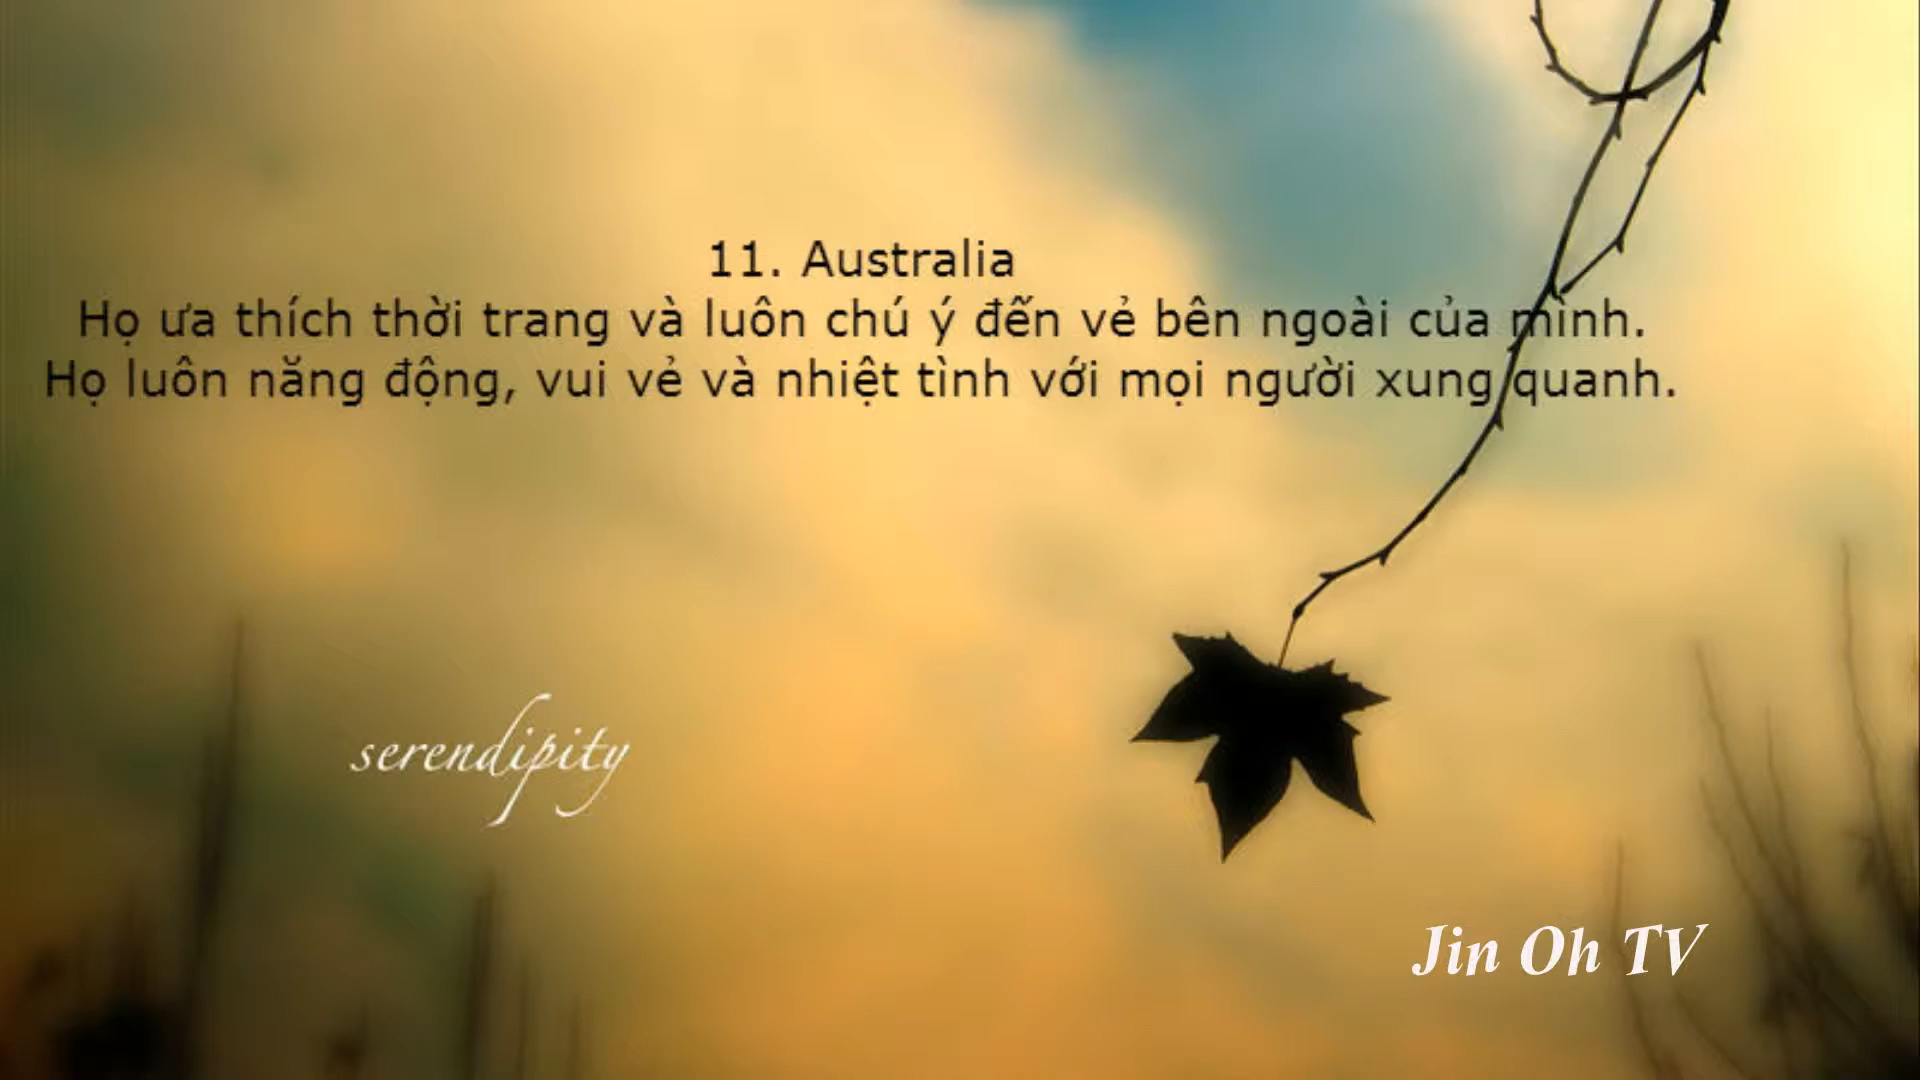 11. Australia
Họ ưa thích thời trang và luôn chú ý đến vẻ bên ngoài của mình.
Họ luôn năng động, vui vẻ và nhiệt tình với mọi người xung quanh.
serendipity
Jin Oh TV